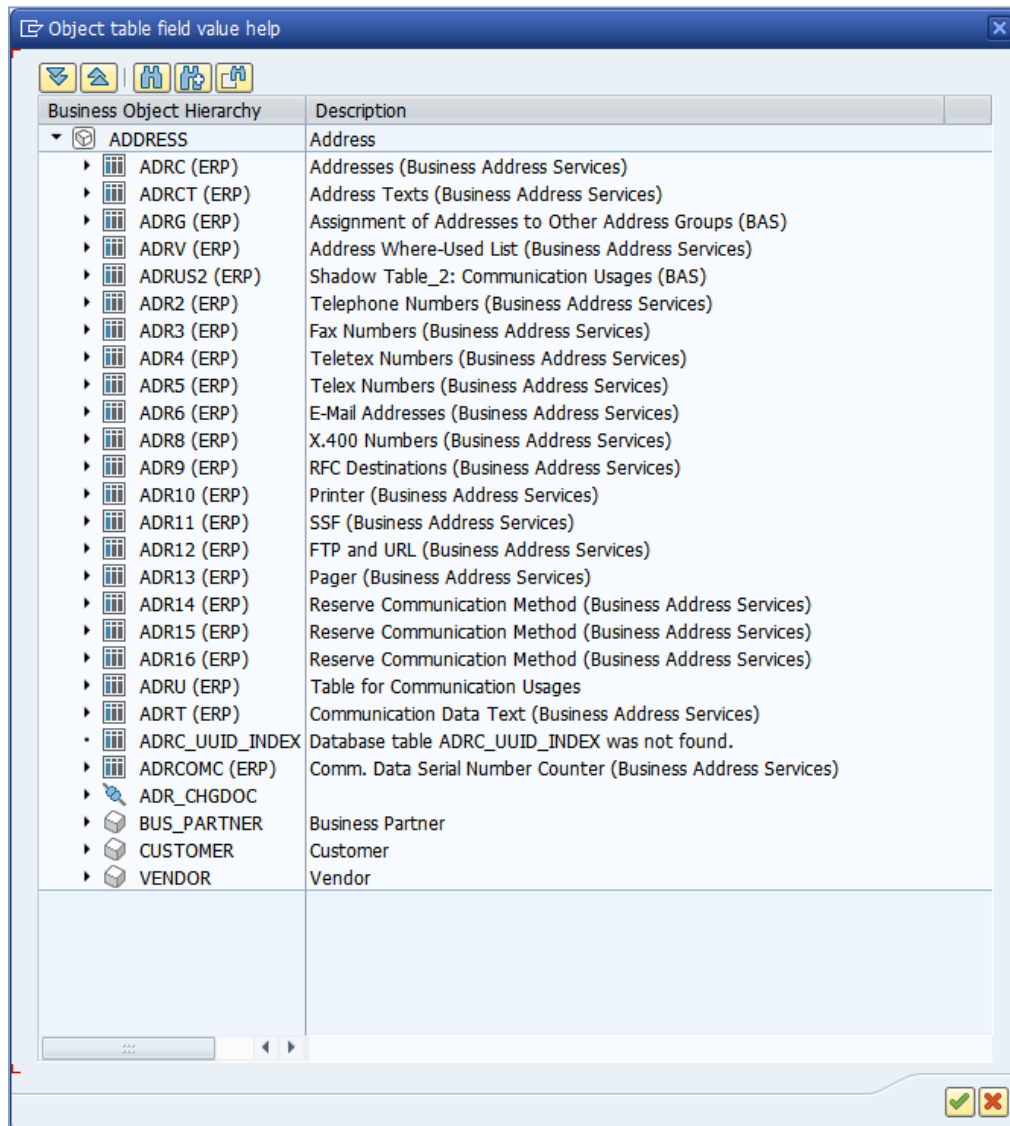 Object table field value help
Business Object Hierarchy Description
ADDRESS Address
ADRC (ERP) Addresses (Business Address Services)
ADRCT (ERP) Address Texts (Business Address Services)
ADRG (ERP) Assignment of Addresses to Other Address Groups (BAS)
ADRV (ERP) Address Where-Used List (Business Address Services)
ADRUS2 (ERP) Shadow Table_2: Communication Usages (BAS)
ADR2 (ERP) Telephone Numbers (Business Address Services)
ADR3 (ERP) Fax Numbers (Business Address Services)
ADR4 (ERP) Teletex Numbers (Business Address Services)
ADR5 (ERP) Telex Numbers (Business Address Services)
ADR6 (ERP) E-Mail Addresses (Business Address Services)
ADR8 (ERP) X.400 Numbers (Business Address Services)
ADR9 (ERP) RFC Destinations (Business Address Services)
ADR10 (ERP) Printer (Business Address Services)
ADR11 (ERP) SSF (Business Address Services)
ADR12 (ERP) FTP and URL (Business Address Services)
ADR13 (ERP) Pager (Business Address Services)
ADR14 (ERP) Reserve Communication Method (Business Address Services)
ADR15 (ERP) Reserve Communication Method (Business Address Services)
ADR16 (ERP) Reserve Communication Method (Business Address Services)
ADRU (ERP) Table for Communication Usages
ADRT (ERP) Communication Data Text (Business Address Services)
ADRC_UUID_INDEX Database table ADRC_UUID_INDEX was not found.
ADRCOMC (ERP) Comm. Data Serial Number Counter (Business Address Services)
ADR_CHGDOC
BUS_PARTNER Business Partner
CUSTOMER Customer
VENDOR Vendor